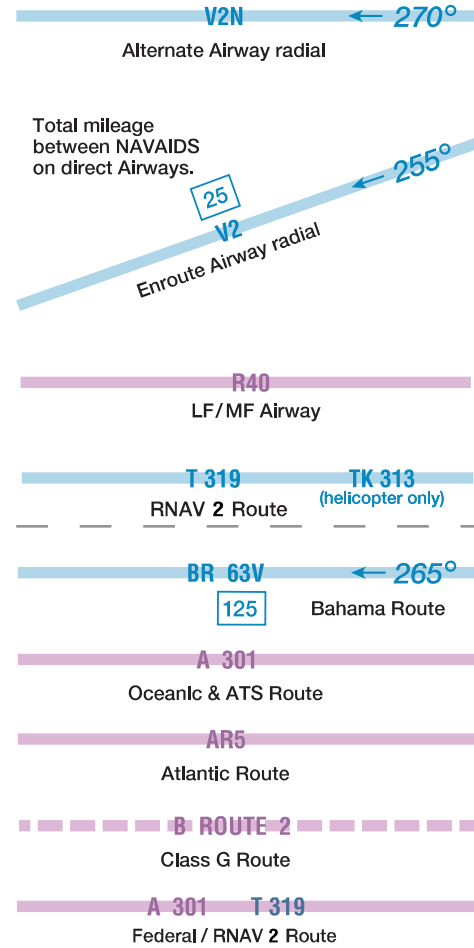 V2N ← 270°
Alternate Airway radial
Total mileage
between NAVAIDS
on direct Airways.
← 255°
25
V2
Enroute Airway radial
R40
LF/MF Airway
T 319 TK 313
RNAV 2 Route (helicopter only)
BR 63V ← 265°
125 Bahama Route
A 301
Oceanic & ATS Route
AR5
Atlantic Route
B ROUTE 2
Class G Route
A 301 T 319
Federal / RNAV 2 Route